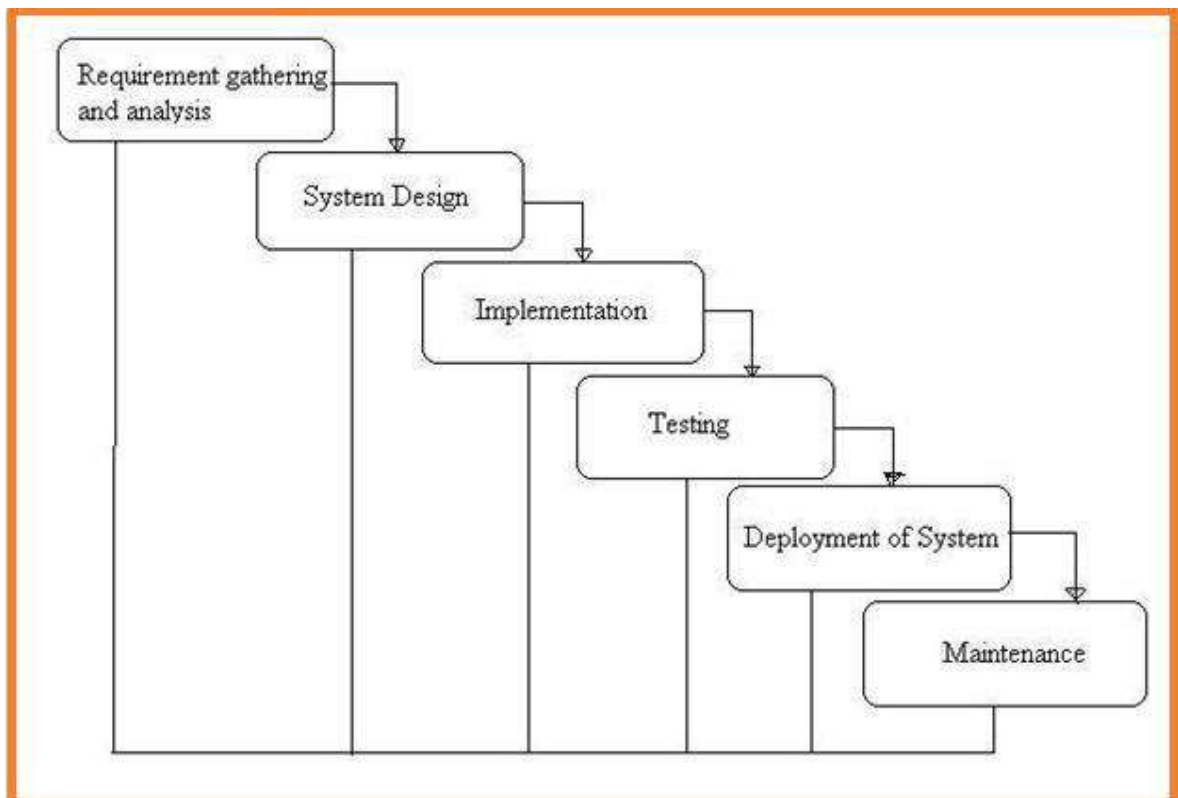 Requirement gathering
and analysis
System Design
Implementation
Testing
Deployment of System
Maintenance